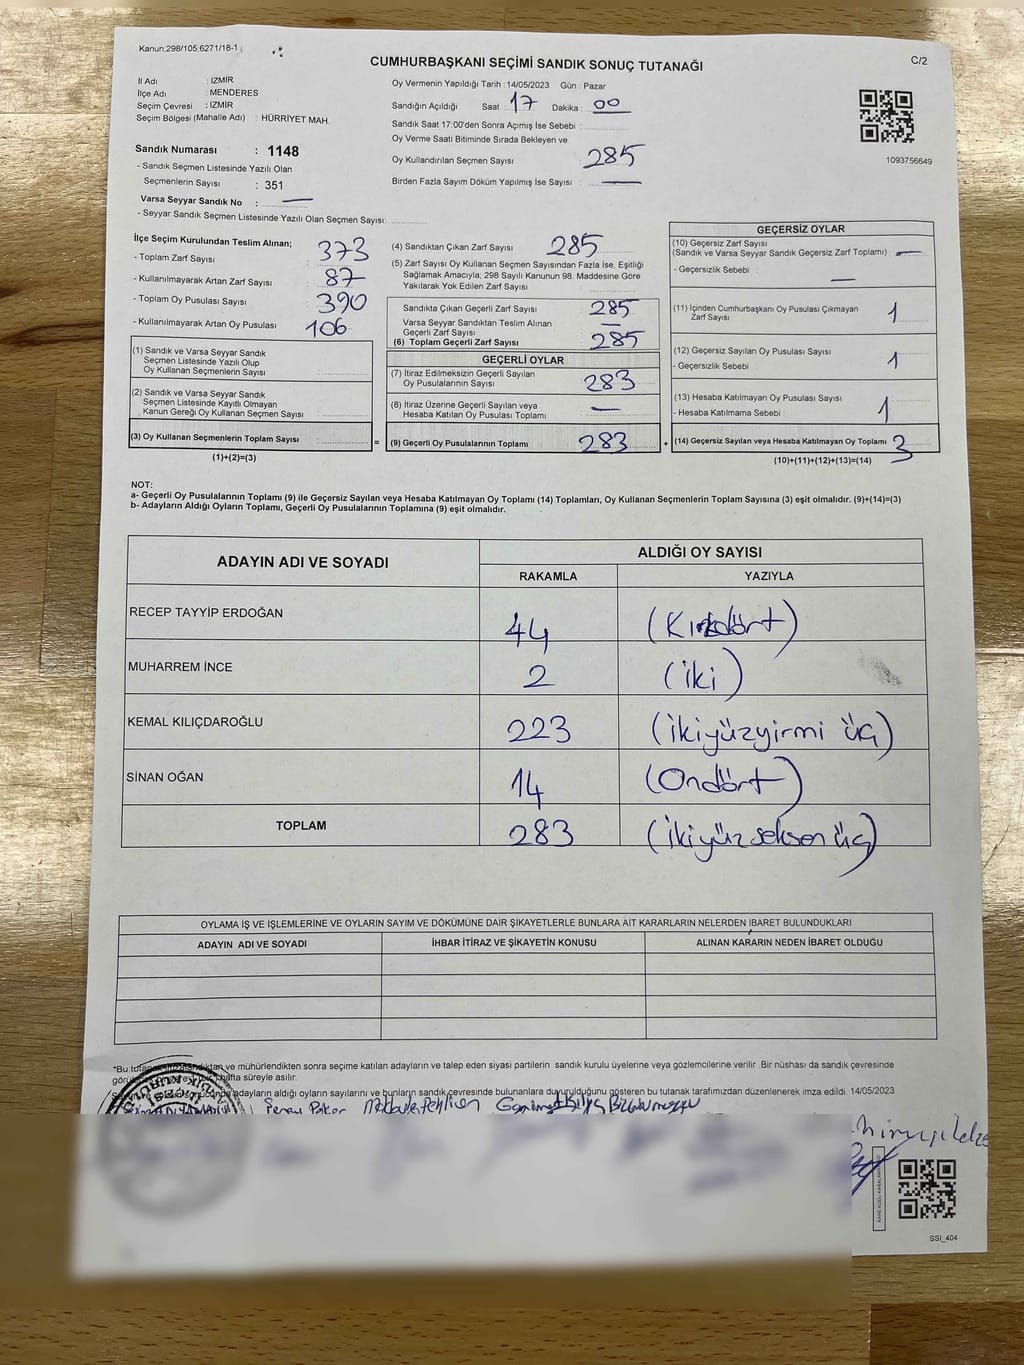 Kanun:298/105;6271/18-1
CUMHURBAŞKANI SEÇİMİ SANDIK SONUÇ TUTANAĞI
C/2
İl Adı : İZMİR
İlçe Adı : MENDERES
Seçim Çevresi : İZMİR
Seçim Bölgesi (Mahalle Adı) : HÜRRİYET MAH.
Oy Vermenin Yapıldığı Tarih :14/05/2023 Gün : Pazar
Sandığın Açıldığı Saat : 17 Dakika : 00
Sandık Saat 17:00'den Sonra Açımış İse Sebebi :
Oy Verme Saati Bitiminde Sırada Bekleyen ve
Oy Kullandırılan Seçmen Sayısı 285
Birden Fazla Sayım Döküm Yapılmış İse Sayısı : —
1093756649
Sandık Numarası : 1148
- Sandık Seçmen Listesinde Yazılı Olan
Seçmenlerin Sayısı : 351
Varsa Seyyar Sandık No : —
- Seyyar Sandık Seçmen Listesinde Yazılı Olan Seçmen Sayısı:
İlçe Seçim Kurulundan Teslim Alınan;
- Toplam Zarf Sayısı : 373
- Kullanılmayarak Artan Zarf Sayısı : 87
- Toplam Oy Pusulası Sayısı : 390
- Kullanılmayarak Artan Oy Pusulası : 106
(1) Sandık ve Varsa Seyyar Sandık
Seçmen Listesinde Yazılı Olup
Oy Kullanan Seçmenlerin Sayısı :
(2) Sandık ve Varsa Seyyar Sandık
Seçmen Listesinde Kayıtlı Olmayan
Kanun Gereği Oy Kullanan Seçmen Sayısı :
(3) Oy Kullanan Seçmenlerin Toplam Sayısı :
(1)+(2)=(3)
(4) Sandıktan Çıkan Zarf Sayısı 285
(5) Zarf Sayısı Oy Kullanan Seçmen Sayısından Fazla İse, Eşitliği
Sağlamak Amacıyla; 298 Sayılı Kanunun 98. Maddesine Göre
Yakılarak Yok Edilen Zarf Sayısı
Sandıkta Çıkan Geçerli Zarf Sayısı 285
Varsa Seyyar Sandıktan Teslim Alınan
Geçerli Zarf Sayısı —
(6) Toplam Geçerli Zarf Sayısı 285
GEÇERLİ OYLAR
(7) İtiraz Edilmeksizin Geçerli Sayılan
Oy Pusulalarının Sayısı 283
(8) İtiraz Üzerine Geçerli Sayılan veya
Hesaba Katılan Oy Pusulası Toplamı —
= (9) Geçerli Oy Pusulalarının Toplamı 283 +
GEÇERSİZ OYLAR
(10) Geçersiz Zarf Sayısı
(Sandık ve Varsa Seyyar Sandık Geçersiz Zarf Toplamı) : —
- Geçersizlik Sebebi : —
(11) İçinden Cumhurbaşkanı Oy Pusulası Çıkmayan
Zarf Sayısı 1
(12) Geçersiz Sayılan Oy Pusulası Sayısı 1
- Geçersizlik Sebebi :
(13) Hesaba Katılmayan Oy Pusulası Sayısı 1
- Hesaba Katılmama Sebebi :
(14) Geçersiz Sayılan veya Hesaba Katılmayan Oy Toplamı 3
(10)+(11)+(12)+(13)=(14)
NOT:
a- Geçerli Oy Pusulalarının Toplamı (9) ile Geçersiz Sayılan veya Hesaba Katılmayan Oy Toplamı (14) Toplamları, Oy Kullanan Seçmenlerin Toplam Sayısına (3) eşit olmalıdır. (9)+(14)=(3)
b- Adayların Aldığı Oyların Toplamı, Geçerli Oy Pusulalarının Toplamına (9) eşit olmalıdır.
ADAYIN ADI VE SOYADI ALDIĞI OY SAYISI
RAKAMLA YAZIYLA
RECEP TAYYİP ERDOĞAN 44 (Kırkdört)
MUHARREM İNCE 2 (iki)
KEMAL KILIÇDAROĞLU 223 (ikiyüzyirmi üç)
SİNAN OĞAN 14 (Ondört)
TOPLAM 283 (ikiyüz seksen üç)
OYLAMA İŞ VE İŞLEMLERİNE VE OYLARIN SAYIM VE DÖKÜMÜNE DAİR ŞİKAYETLERLE BUNLARA AİT KARARLARIN NELERDEN İBARET BULUNDUKLARI
ADAYIN ADI VE SOYADI İHBAR İTİRAZ VE ŞİKAYETİN KONUSU ALINAN KARARIN NEDEN İBARET OLDUĞU
*Bu ve mühürlendikten sonra seçime katılan adayların ve talep eden siyasi partilerin sandık kurulu üyelerine veya gözlemcilerine verilir. Bir nüshası da sandık çevresinde
hafta süreyle asılır.
adayların aldığı oyların sayılarını ve bunların sandık çevresinde bulunanlara duyurulduğunu gösteren bu tutanak tarafımızdan düzenlenerek imza edildi. 14/05/2023
SSI_404